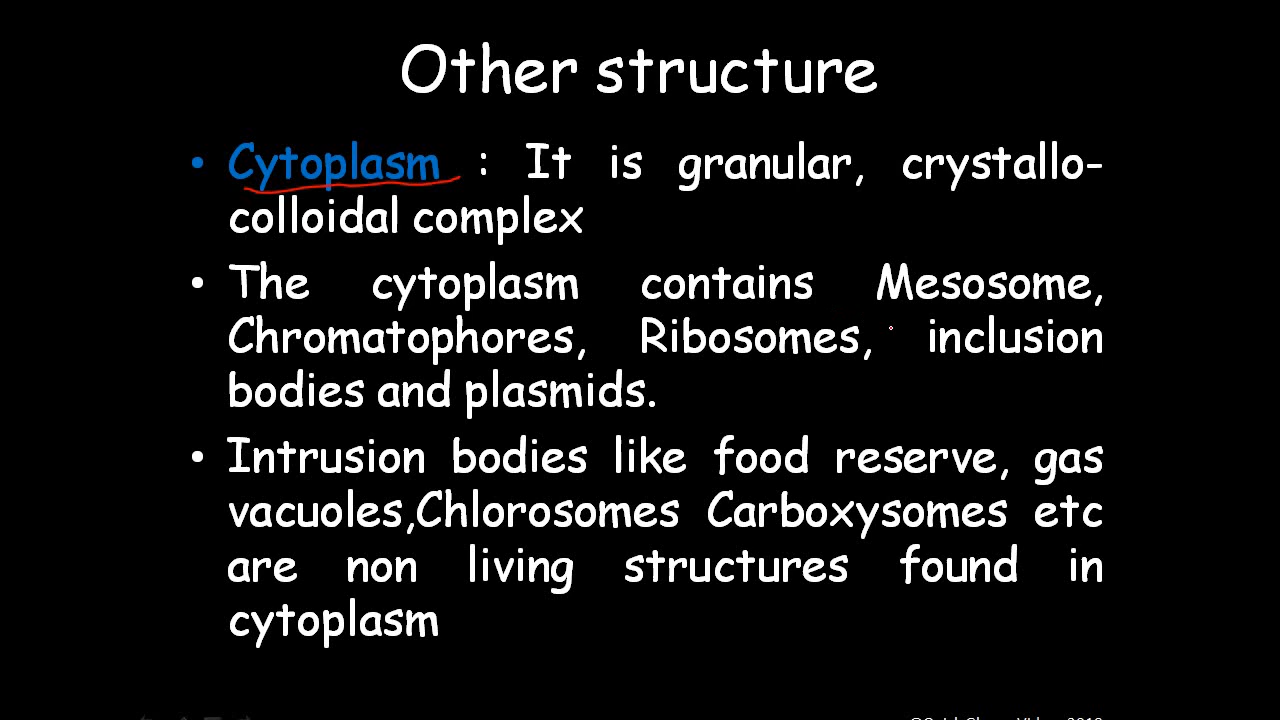 Other structure
• Cytoplasm : It is granular, crystallo-
colloidal complex
• The cytoplasm contains Mesosome,
Chromatophores, Ribosomes, inclusion
bodies and plasmids.
• Intrusion bodies like food reserve, gas
vacuoles,Chlorosomes Carboxysomes etc
are non living structures found in
cytoplasm